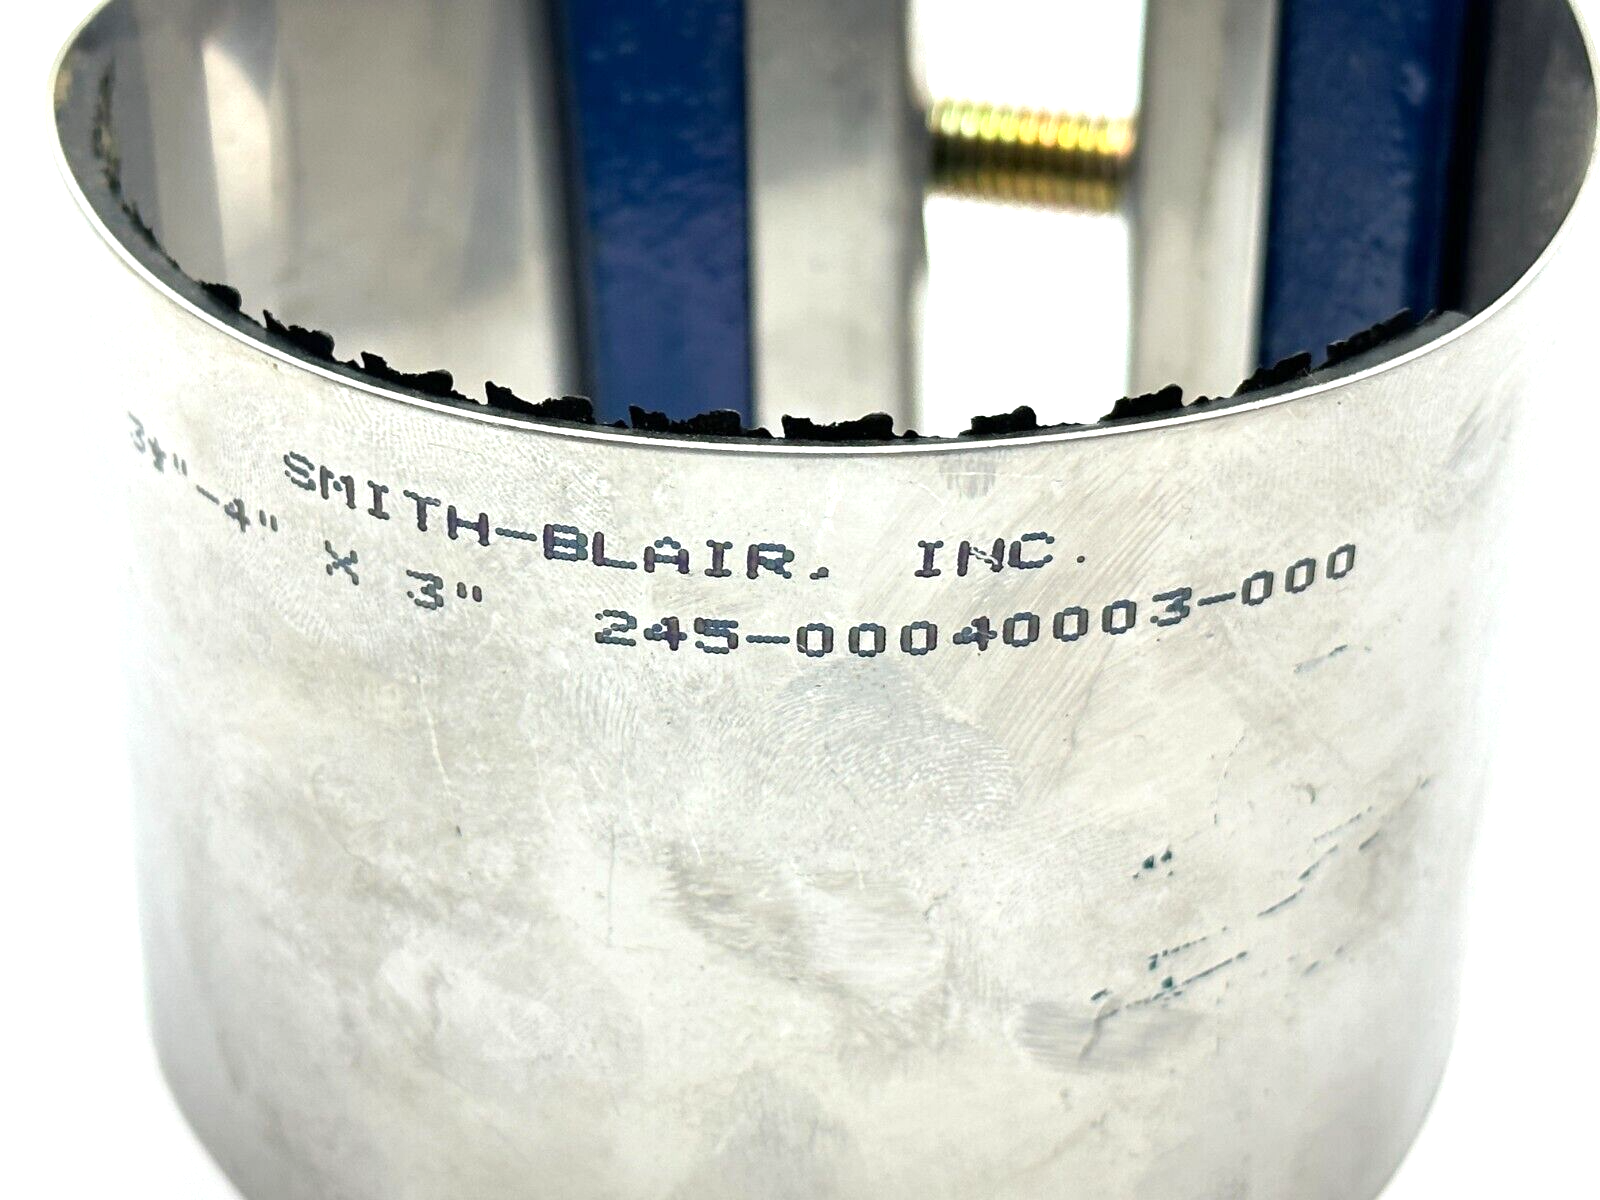 SMITH-BLAIR, INC.
-4" X 3" 245-00040003-000